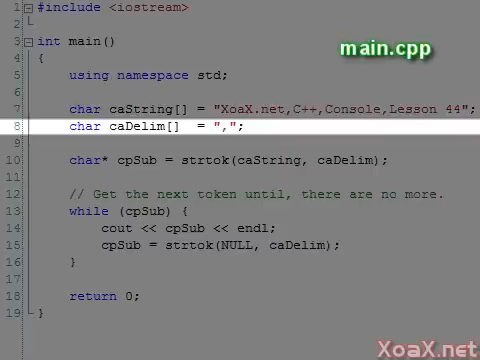 main.cpp
1 #include <iostream>
2
3 int main()
4 {
5 using namespace std;
6
7 char caString[] = "XoaX.net,C++,Console,Lesson 44";
8 char caDelim[] = ",";
9
10 char* cpSub = strtok(caString, caDelim);
11
12 // Get the next token until, there are no more.
13 while (cpSub) {
14 cout << cpSub << endl;
15 cpSub = strtok(NULL, caDelim);
16 }
17
18 return 0;
19 }
XoaX.net